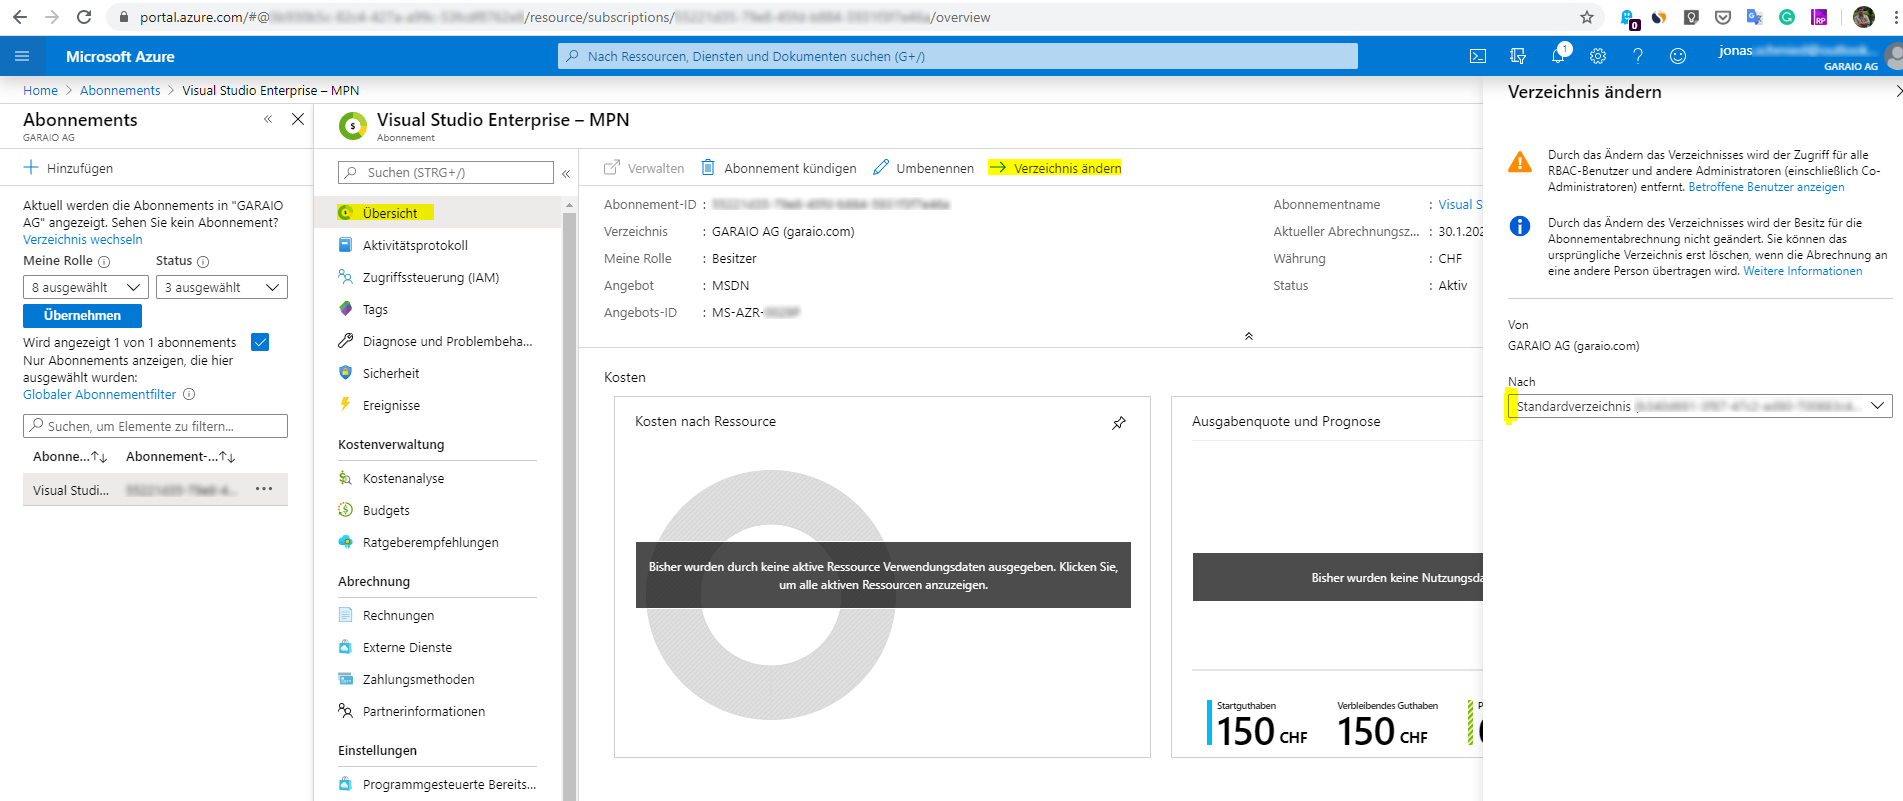 portal.azure.com/#@
/resource/subscriptions/
/overview
0
RP
Microsoft Azure
Nach Ressourcen, Diensten und Dokumenten suchen (G+/)
1
jonas
GARAIO AG
Home > Abonnements > Visual Studio Enterprise – MPN
Abonnements
GARAIO AG
Hinzufügen
Aktuell werden die Abonnements in "GARAIO
AG" angezeigt. Sehen Sie kein Abonnement?
Verzeichnis wechseln
Meine Rolle
Status
8 ausgewählt
3 ausgewählt
Übernehmen
Wird angezeigt 1 von 1 abonnements
Nur Abonnements anzeigen, die hier
ausgewählt wurden:
Globaler Abonnementfilter
Suchen, um Elemente zu filtern...
Abonne...
Abonnement-...
Visual Studi...
Visual Studio Enterprise – MPN
Abonnement
Suchen (STRG+/)
Übersicht
Aktivitätsprotokoll
Zugriffssteuerung (IAM)
Tags
Diagnose und Problembeha...
Sicherheit
Ereignisse
Kostenverwaltung
Kostenanalyse
Budgets
Ratgeberempfehlungen
Abrechnung
Rechnungen
Externe Dienste
Zahlungsmethoden
Partnerinformationen
Einstellungen
Programmgesteuerte Bereits...
Verwalten
Abonnement kündigen
Umbenennen
Verzeichnis ändern
Abonnement-ID :
Verzeichnis : GARAIO AG (garaio.com)
Meine Rolle : Besitzer
Angebot : MSDN
Angebots-ID : MS-AZR-
Abonnementname : Visual S
Aktueller Abrechnungsz... : 30.1.202
Währung : CHF
Status : Aktiv
Kosten
Kosten nach Ressource
Bisher wurden durch keine aktive Ressource Verwendungsdaten ausgegeben. Klicken Sie,
um alle aktiven Ressourcen anzuzeigen.
Ausgabenquote und Prognose
Bisher wurden keine Nutzungsda
Startguthaben
150 CHF
Verbleibendes Guthaben
150 CHF
P
Verzeichnis ändern
Durch das Ändern das Verzeichnisses wird der Zugriff für alle
RBAC-Benutzer und andere Administratoren (einschließlich Co-
Administratoren) entfernt. Betroffene Benutzer anzeigen
Durch das Ändern des Verzeichnisses wird der Besitz für die
Abonnementabrechnung nicht geändert. Sie können das
ursprüngliche Verzeichnis erst löschen, wenn die Abrechnung an
eine andere Person übertragen wird. Weitere Informationen
Von
GARAIO AG (garaio.com)
Nach
Standardverzeichnis